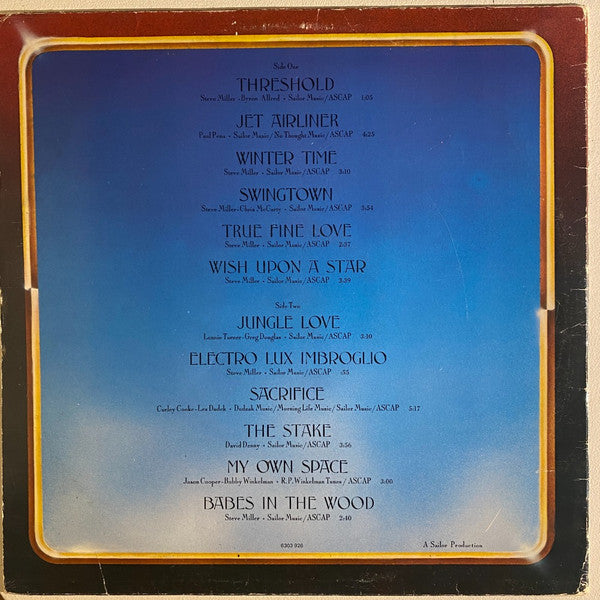 Side One
THRESHOLD
Steve Miller - Byron Allred • Sailor Music/ASCAP 1:05
JET AIRLINER
Paul Pena • Sailor Music/No Thought Music/ASCAP 4:25
WINTER TIME
Steve Miller • Sailor Music/ASCAP 3:10
SWINGTOWN
Steve Miller-Chris McCarty • Sailor Music/ASCAP 3:54
TRUE FINE LOVE
Steve Miller • Sailor Music/ASCAP 2:37
WISH UPON A STAR
Steve Miller • Sailor Music/ASCAP 3:39
Side Two
JUNGLE LOVE
Lonnie Turner-Greg Douglas • Sailor Music/ASCAP 3:10
ELECTRO LUX IMBROGLIO
Steve Miller • Sailor Music/ASCAP :55
SACRIFICE
Curley Cooke-Les Dudek • Dudzak Music/Morning Life Music/Sailor Music/ASCAP 5:17
THE STAKE
David Denny • Sailor Music/ASCAP 3:56
MY OWN SPACE
Jason Cooper-Bobby Winkelman • R.P. Winkelman Tunes/ASCAP 3:00
BABES IN THE WOOD
Steve Miller • Sailor Music/ASCAP 2:40
6303 926
A Sailor Production